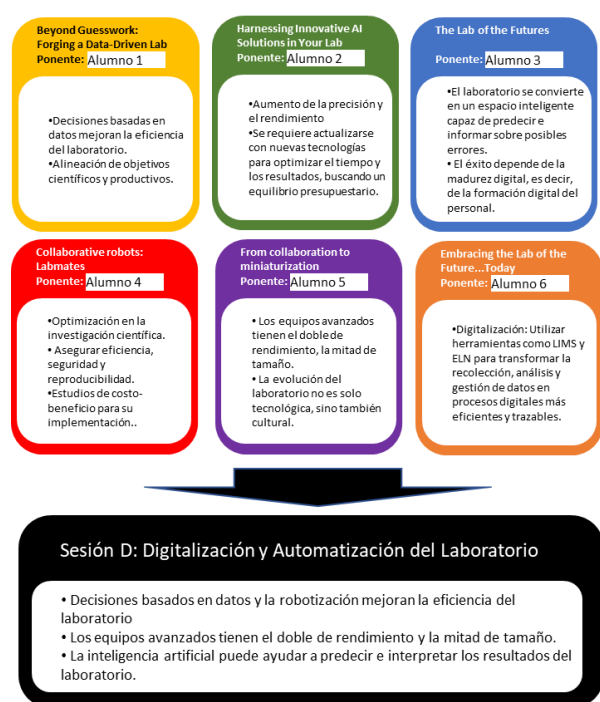 Beyond Guesswork:
Forging a Data-Driven Lab
Ponente: Alumno 1
•Decisiones basadas en
datos mejoran la eficiencia
del laboratorio.
•Alineación de objetivos
científicos y productivos.
Harnessing Innovative AI
Solutions in Your Lab
Ponente: Alumno 2
•Aumento de la precisión y
el rendimiento
•Se requiere actualizarse
con nuevas tecnologías
para optimizar el tiempo y
los resultados, buscando un
equilibrio presupuestario.
The Lab of the Futures
Ponente: Alumno 3
•El laboratorio se convierte
en un espacio inteligente
capaz de predecir e
informar sobre posibles
errores.
• El éxito depende de la
madurez digital, es decir,
de la formación digital del
personal.
Collaborative robots:
Labmates
Ponente: Alumno 4
•Optimización en la
investigación científica.
• Asegurar eficiencia,
seguridad y
reproducibilidad.
•Estudios de costo-
beneficio para su
implementación..
From collaboration to
miniaturization
Ponente: Alumno 5
• Los equipos avanzados
tienen el doble de
rendimiento, la mitad de
tamaño.
• La evolución del
laboratorio no es solo
tecnológica, sino también
cultural.
Embracing the Lab of the
Future...Today
Ponente: Alumno 6
•Digitalización: Utilizar
herramientas como LIMS y
ELN para transformar la
recolección, análisis y
gestión de datos en
procesos digitales más
eficientes y trazables.
Sesión D: Digitalización y Automatización del Laboratorio
• Decisiones basados en datos y la robotización mejoran la eficiencia del
laboratorio
• Los equipos avanzados tienen el doble de rendimiento y la mitad de tamaño.
• La inteligencia artificial puede ayudar a predecir e interpretar los resultados del
laboratorio.